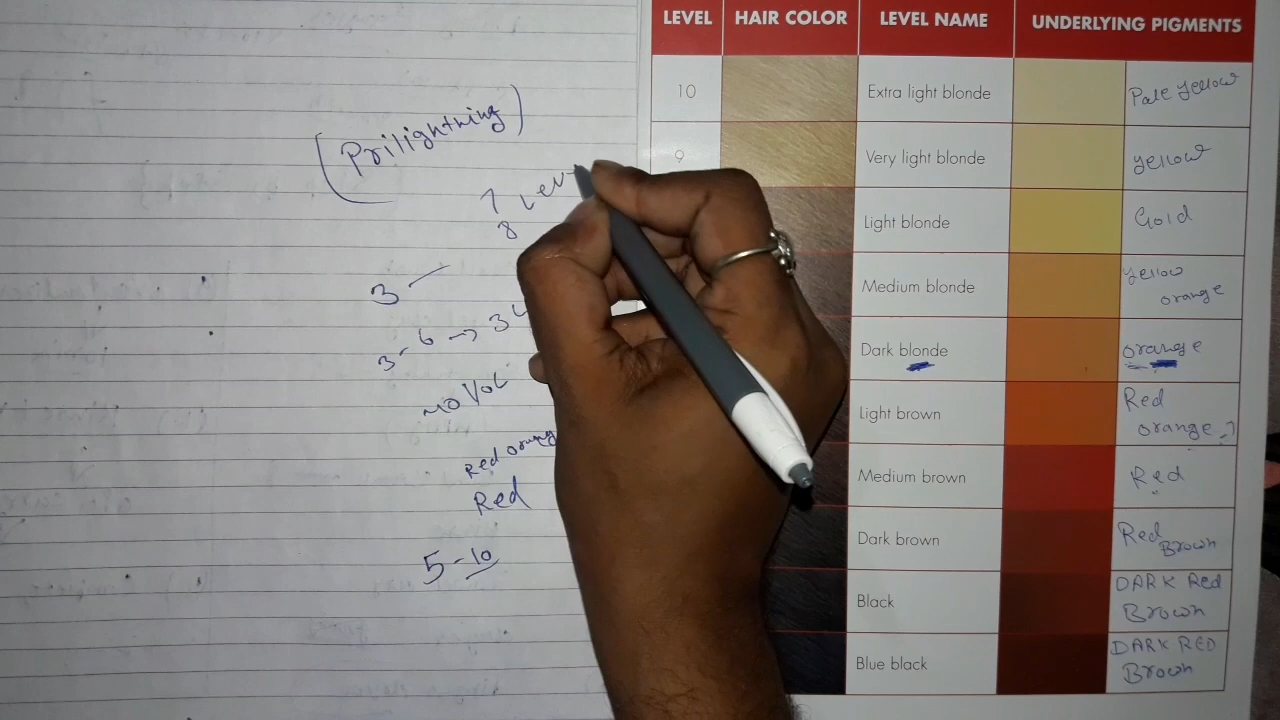 (Prilightning)
7 Leve
8
3 -
3-6 → 3 L
40 Vol
Red orang
Red
5-10
LEVEL HAIR COLOR LEVEL NAME UNDERLYING PIGMENTS
10 Extra light blonde Pale yellow
9 Very light blonde yellow
Light blonde Gold
Medium blonde yellow orange
Dark blonde orange
Light brown Red orange
Medium brown Red
Dark brown Red Brown
Black DARK Red Brown
Blue black DARK RED Brown